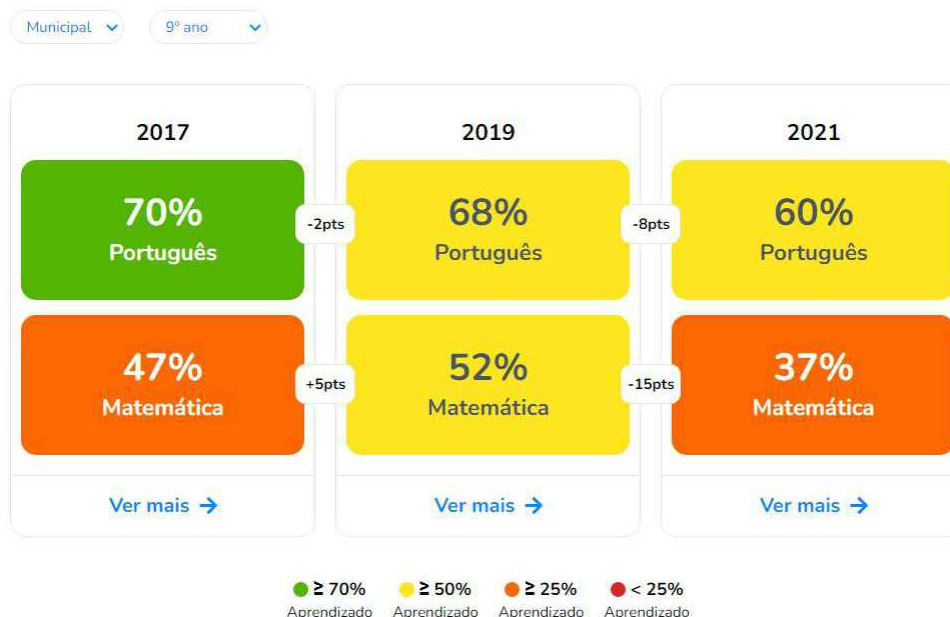 Municipal 9º ano
2017 2019 2021
70% -2pts 68% -8pts 60%
Português Português Português
47% +5pts 52% -15pts 37%
Matemática Matemática Matemática
Ver mais → Ver mais → Ver mais →
≥ 70% ≥ 50% ≥ 25% < 25%
Aprendizado Aprendizado Aprendizado Aprendizado